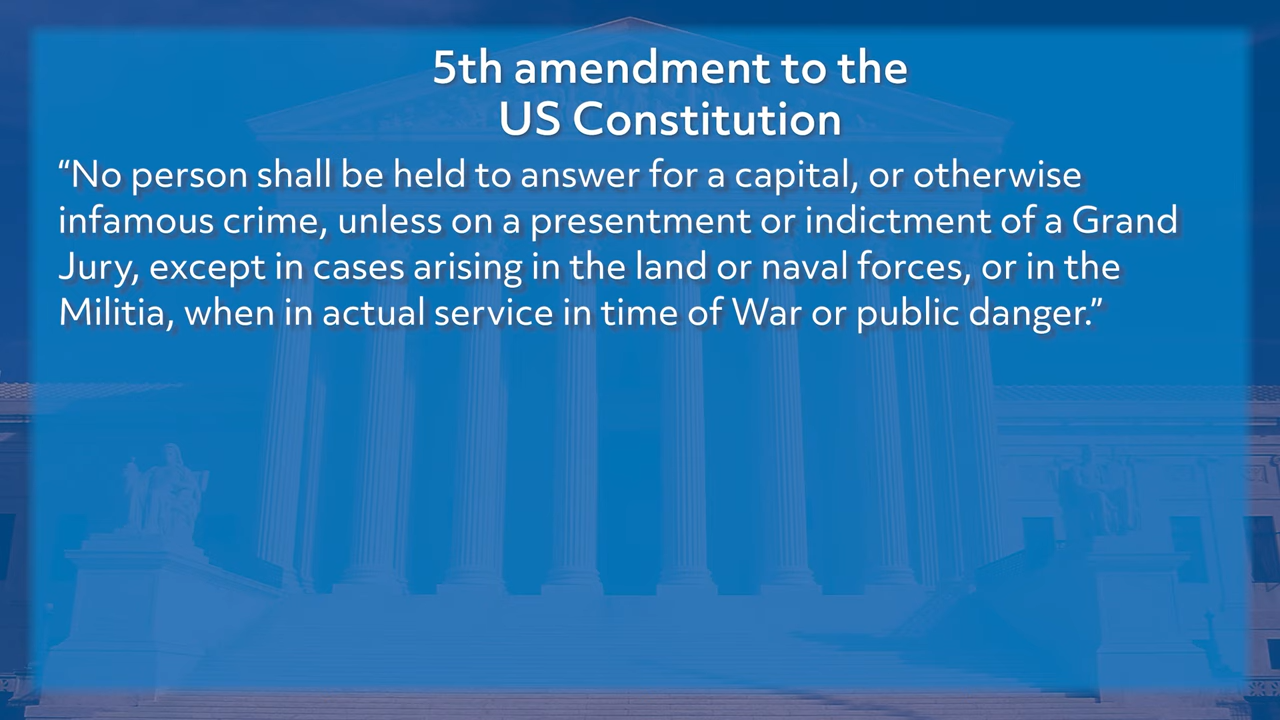 5th amendment to the
US Constitution
“No person shall be held to answer for a capital, or otherwise
infamous crime, unless on a presentment or indictment of a Grand
Jury, except in cases arising in the land or naval forces, or in the
Militia, when in actual service in time of War or public danger.”